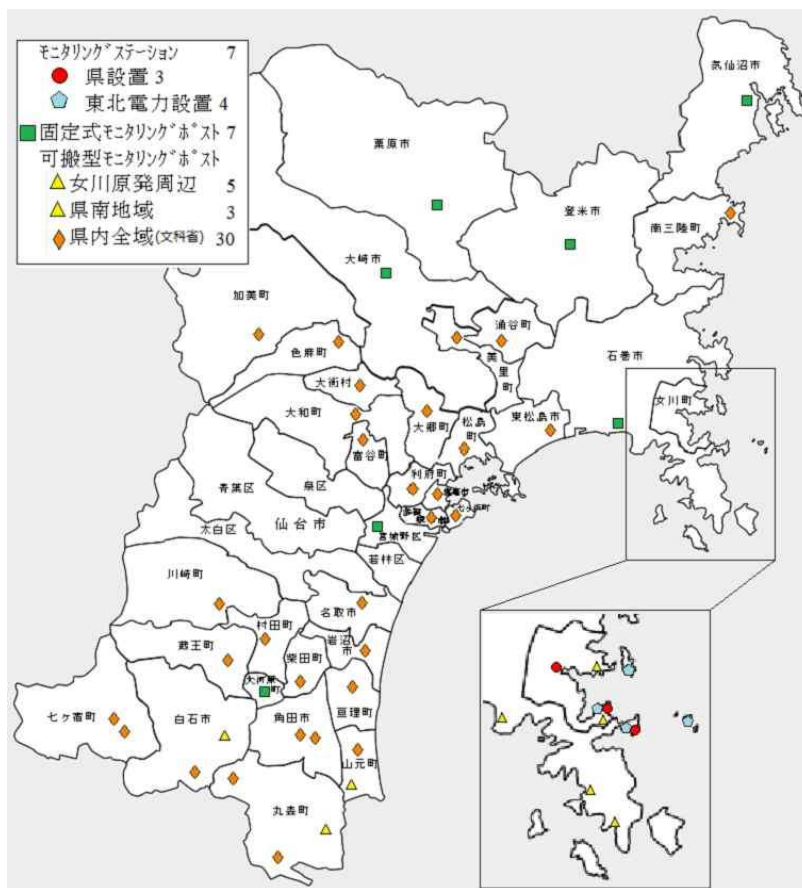 モニタリングステーション 7
県設置 3
東北電力設置 4
固定式モニタリングポスト 7
可搬型モニタリングポスト
女川原発周辺 5
県南地域 3
県内全域(文科省) 30
気仙沼市
栗原市
登米市
南三陸町
大崎市
加美町
涌谷町
色麻町
美里町
石巻市
大衡村
女川町
大和町
大郷町
松島町
東松島市
富谷町
利府町
青葉区
泉区
仙台市
七ヶ浜町
太白区
宮城野区
若林区
川崎町
名取市
村田町
岩沼市
蔵王町
柴田町
大河原町
七ヶ宿町
白石市
角田市
亘理町
山元町
丸森町